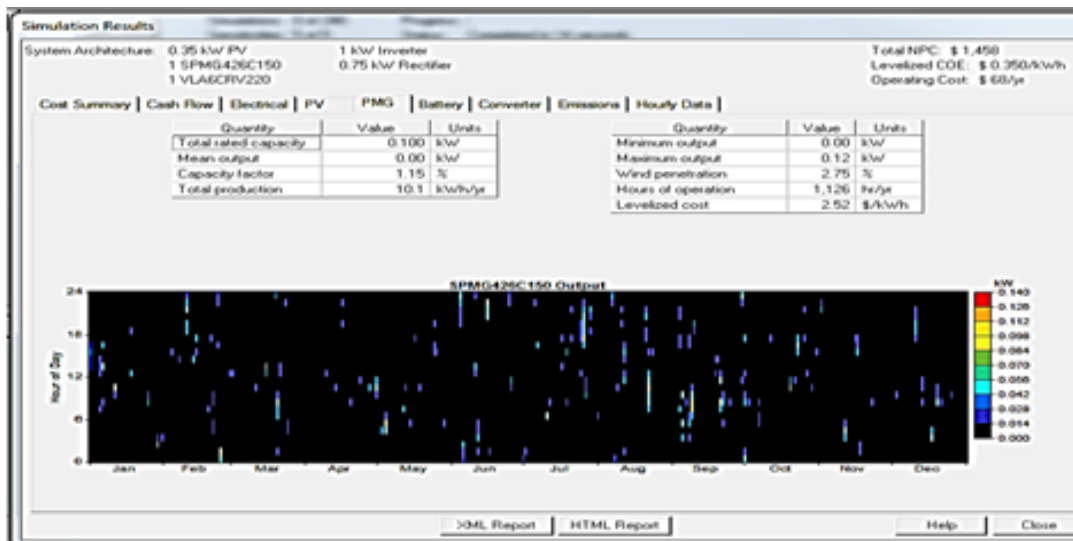 Simulation Results
System Architecture: 0.35 kW PV 1 kW Inverter Total NPC: $ 1,458
1 SPMG426C150 0.75 kW Rectifier Levelized COE: $ 0.350/kWh
1 VLA6CRV220 Operating Cost: $ 68/yr
Cost Summary Cash Flow Electrical PV PMG Battery Converter Emissions Hourly Data
Quantity Value Units Quantity Value Units
Total rated capacity 0.100 kW Minimum output 0.00 kW
Mean output 0.00 kW Maximum output 0.12 kW
Capacity factor 1.15 % Wind penetration 2.75 %
Total production 10.1 kWh/yr Hours of operation 1,126 hr/yr
Levelized cost 2.52 $/kWh
SPMG426C150 Output
kW
24
18
12
6
0
Hour of Day
0.140
0.126
0.112
0.098
0.084
0.070
0.056
0.042
0.028
0.014
0.000
Jan Feb Mar Apr May Jun Jul Aug Sep Oct Nov Dec
XML Report HTML Report Help Close